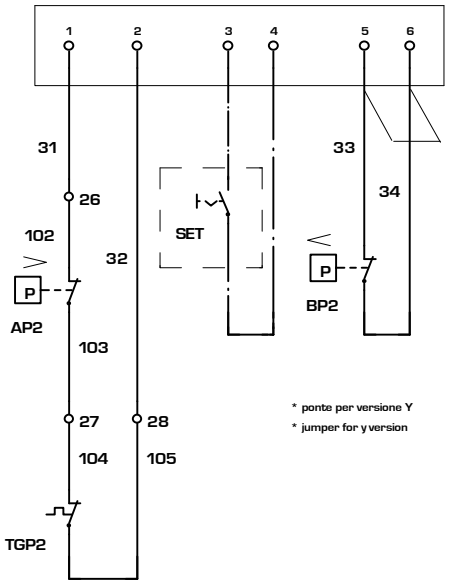 1 2 3 4 5 6
31 33
34
26
102
SET
32
>
<
P
P
BP2
AP2
103
* ponte per versione Y
* jumper for y version
27 28
104 105
TGP2